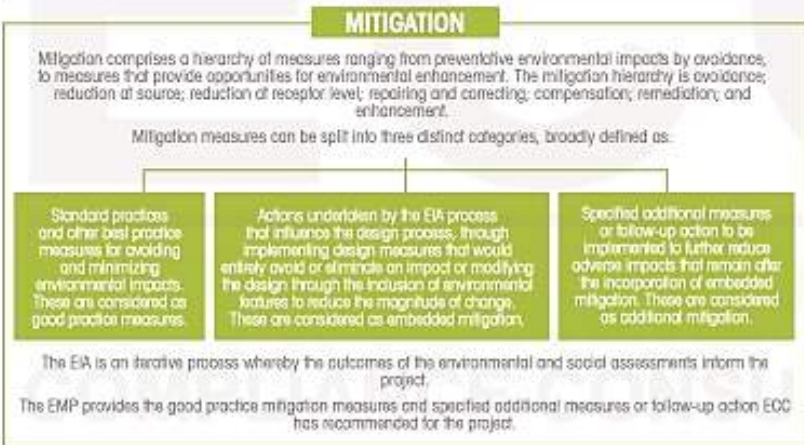 MITIGATION
Mitigation comprises a hierarchy of measures ranging from preventative environmental impacts by avoidance,
to measures that provide opportunities for environmental enhancement. The mitigation hierarchy is avoidance;
reduction at source; reduction at receptor level; repairing and correcting; compensation; remediation; and
enhancement.
Mitigation measures can be split into three distinct categories, broadly defined as:
Standard practices
and other best practice
measures for avoiding
and minimizing
environmental impacts.
These are considered as
good practice measures.
Actions undertaken by the EIA process
that influence the design process, through
implementing design measures that would
entirely avoid or eliminate an impact or modifying
the design through the inclusion of environmental
features to reduce the magnitude of change.
These are considered as embedded mitigation.
Specified additional measures
or follow-up action to be
implemented to further reduce
adverse impacts that remain after
the incorporation of embedded
mitigation. These are considered
as additional mitigation.
The EIA is an iterative process whereby the outcomes of the environmental and social assessments inform the
project.
The EMP provides the good practice mitigation measures and specified additional measures or follow-up action ECC
has recommended for the project.